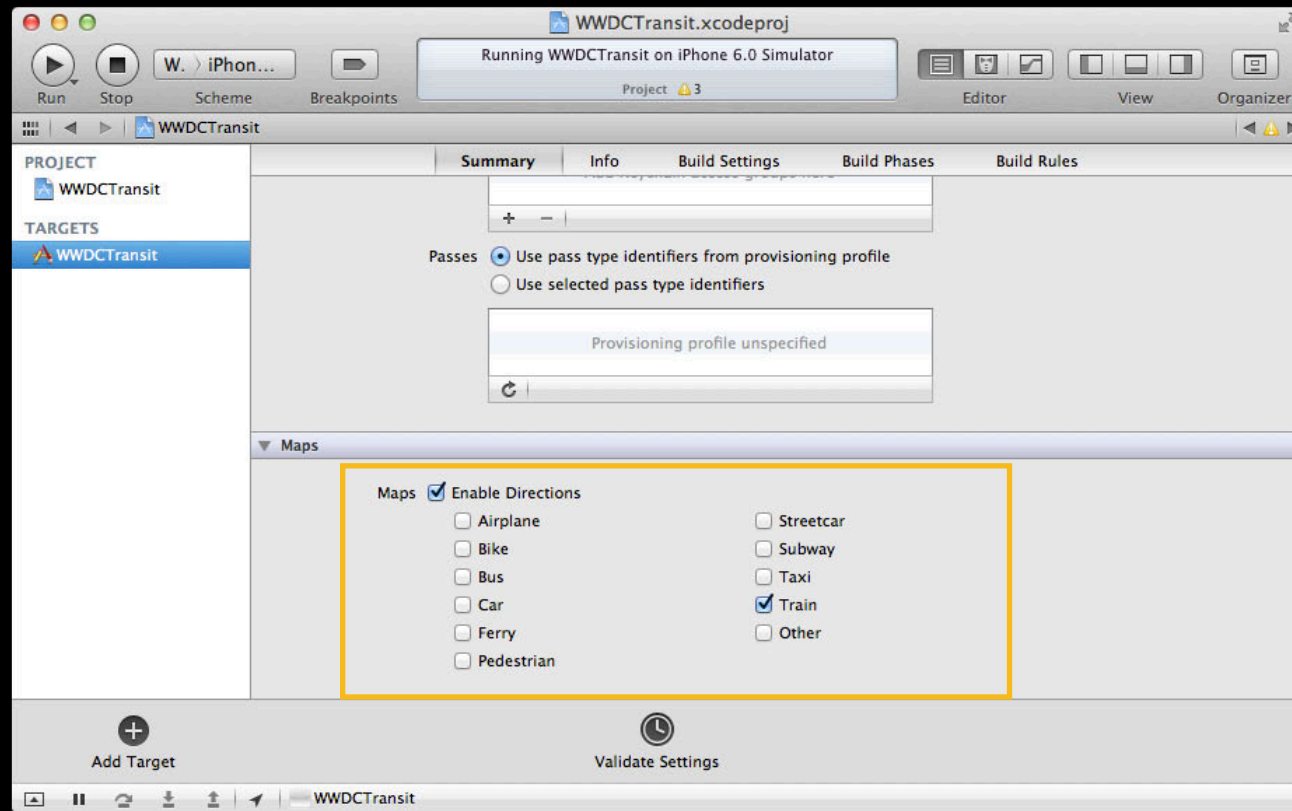 WWDCTransit.xcodeproj
W. 〉 iPhon...
Running WWDCTransit on iPhone 6.0 Simulator
Project 3
Run Stop Scheme Breakpoints Editor View Organizer
WWDCTransit
PROJECT
WWDCTransit
TARGETS
WWDCTransit
Summary Info Build Settings Build Phases Build Rules
Passes Use pass type identifiers from provisioning profile
Use selected pass type identifiers
Provisioning profile unspecified
Maps
Maps Enable Directions
Airplane Streetcar
Bike Subway
Bus Taxi
Car Train
Ferry Other
Pedestrian
Add Target Validate Settings
WWDCTransit